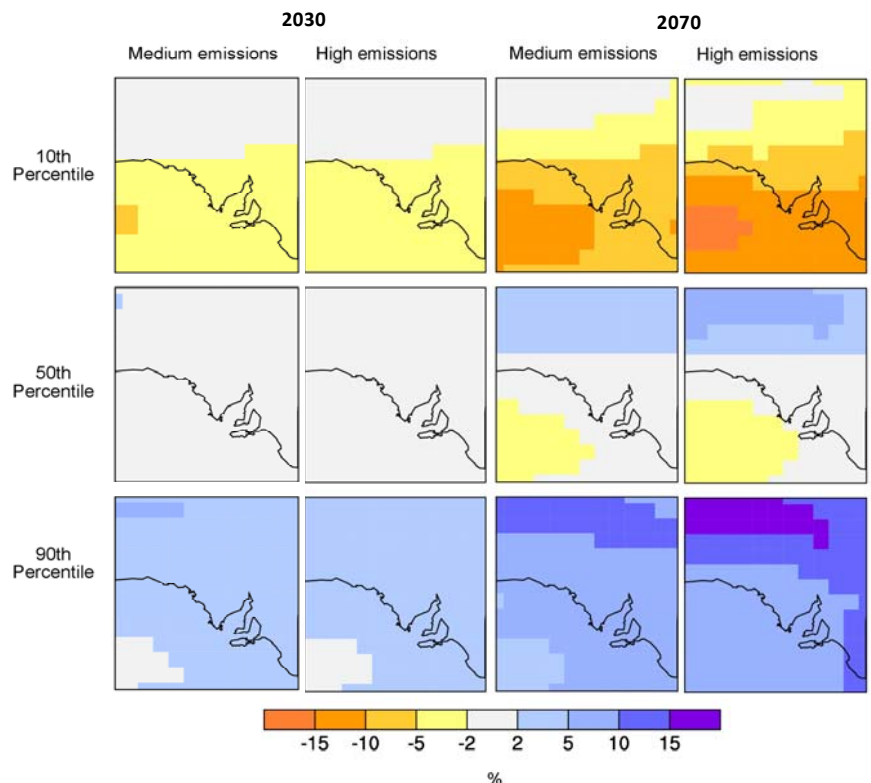 2030 2070
Medium emissions High emissions Medium emissions High emissions
10th
Percentile
50th
Percentile
90th
Percentile
-15 -10 -5 -2 2 5 10 15
%